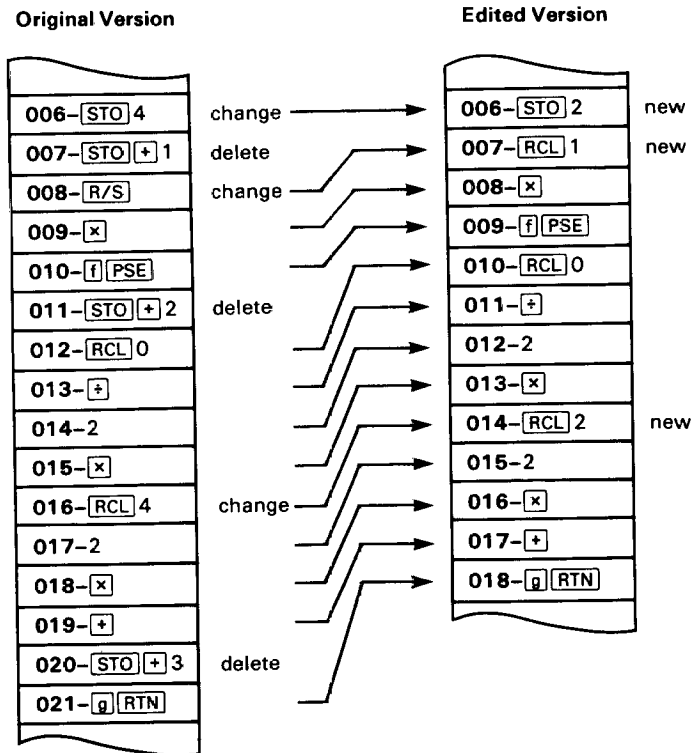 Original Version
006–STO 4 change
007–STO + 1 delete
008–R/S change
009–×
010–f PSE
011–STO + 2 delete
012–RCL 0
013–÷
014–2
015–×
016–RCL 4 change
017–2
018–×
019–+
020–STO + 3 delete
021–g RTN
Edited Version
006–STO 2 new
007–RCL 1 new
008–×
009–f PSE
010–RCL 0
011–÷
012–2
013–×
014–RCL 2 new
015–2
016–×
017–+
018–g RTN